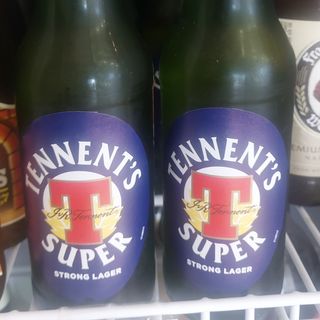 TENNENT'S
T
SUPER
STRONG LAGER
TENNENT'S
T
SUPER
STRONG LAGER